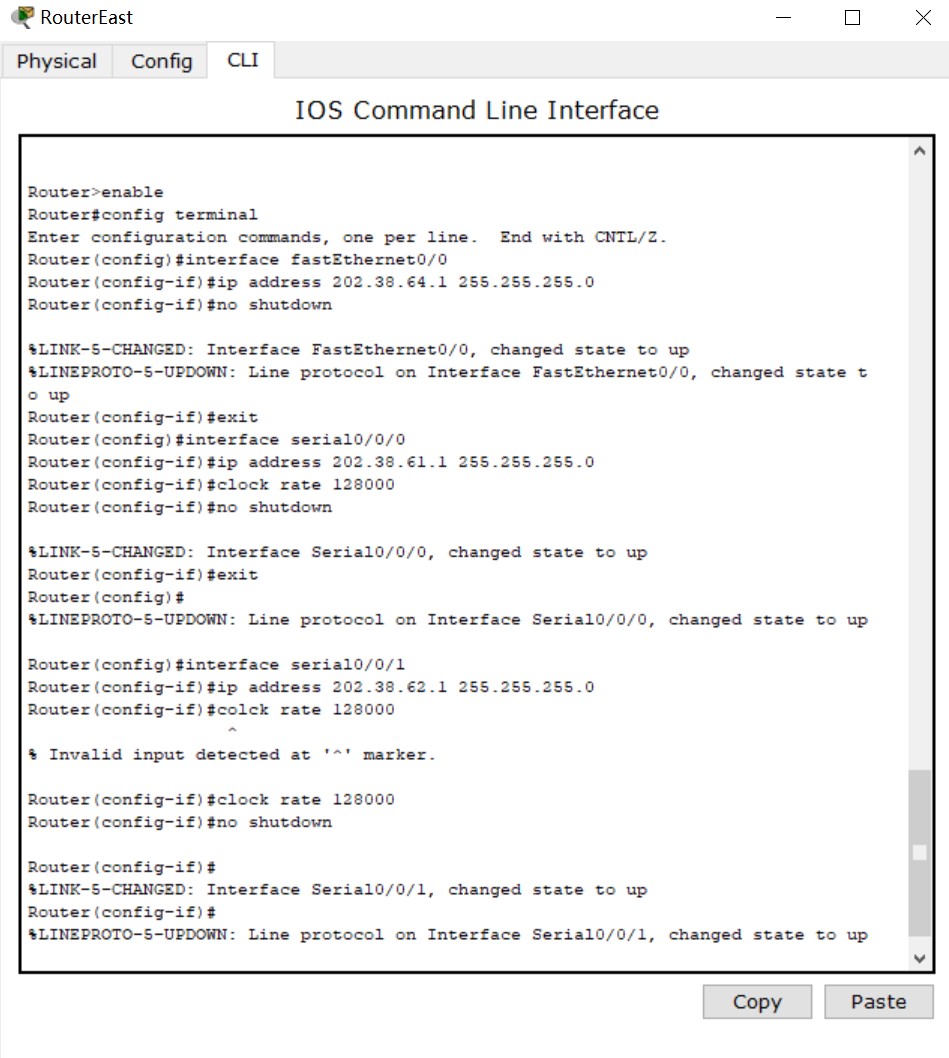 RouterEast
Physical Config CLI
IOS Command Line Interface
Router>enable
Router#config terminal
Enter configuration commands, one per line.  End with CNTL/Z.
Router(config)#interface fastEthernet0/0
Router(config-if)#ip address 202.38.64.1 255.255.255.0
Router(config-if)#no shutdown
%LINK-5-CHANGED: Interface FastEthernet0/0, changed state to up
%LINEPROTO-5-UPDOWN: Line protocol on Interface FastEthernet0/0, changed state t
o up
Router(config-if)#exit
Router(config)#interface serial0/0/0
Router(config-if)#ip address 202.38.61.1 255.255.255.0
Router(config-if)#clock rate 128000
Router(config-if)#no shutdown
%LINK-5-CHANGED: Interface Serial0/0/0, changed state to up
Router(config-if)#exit
Router(config)#
%LINEPROTO-5-UPDOWN: Line protocol on Interface Serial0/0/0, changed state to up
Router(config)#interface serial0/0/1
Router(config-if)#ip address 202.38.62.1 255.255.255.0
Router(config-if)#colck rate 128000
^
% Invalid input detected at '^' marker.
Router(config-if)#clock rate 128000
Router(config-if)#no shutdown
Router(config-if)#
%LINK-5-CHANGED: Interface Serial0/0/1, changed state to up
Router(config-if)#
%LINEPROTO-5-UPDOWN: Line protocol on Interface Serial0/0/1, changed state to up
Copy Paste